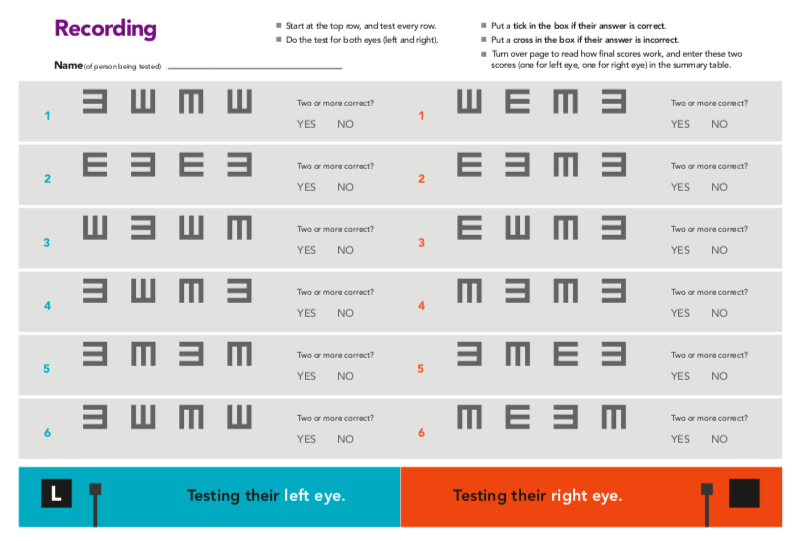 Recording
Start at the top row, and test every row.
Do the test for both eyes (left and right).
Put a tick in the box if their answer is correct.
Put a cross in the box if their answer is incorrect.
Turn over page to read how final scores work, and enter these two
scores (one for left eye, one for right eye) in the summary table.
Name (of person being tested)
1
Two or more correct?
YES NO
1
Two or more correct?
YES NO
2
Two or more correct?
YES NO
2
Two or more correct?
YES NO
3
Two or more correct?
YES NO
3
Two or more correct?
YES NO
4
Two or more correct?
YES NO
4
Two or more correct?
YES NO
5
Two or more correct?
YES NO
5
Two or more correct?
YES NO
6
Two or more correct?
YES NO
6
Two or more correct?
YES NO
L
Testing their left eye.
Testing their right eye.